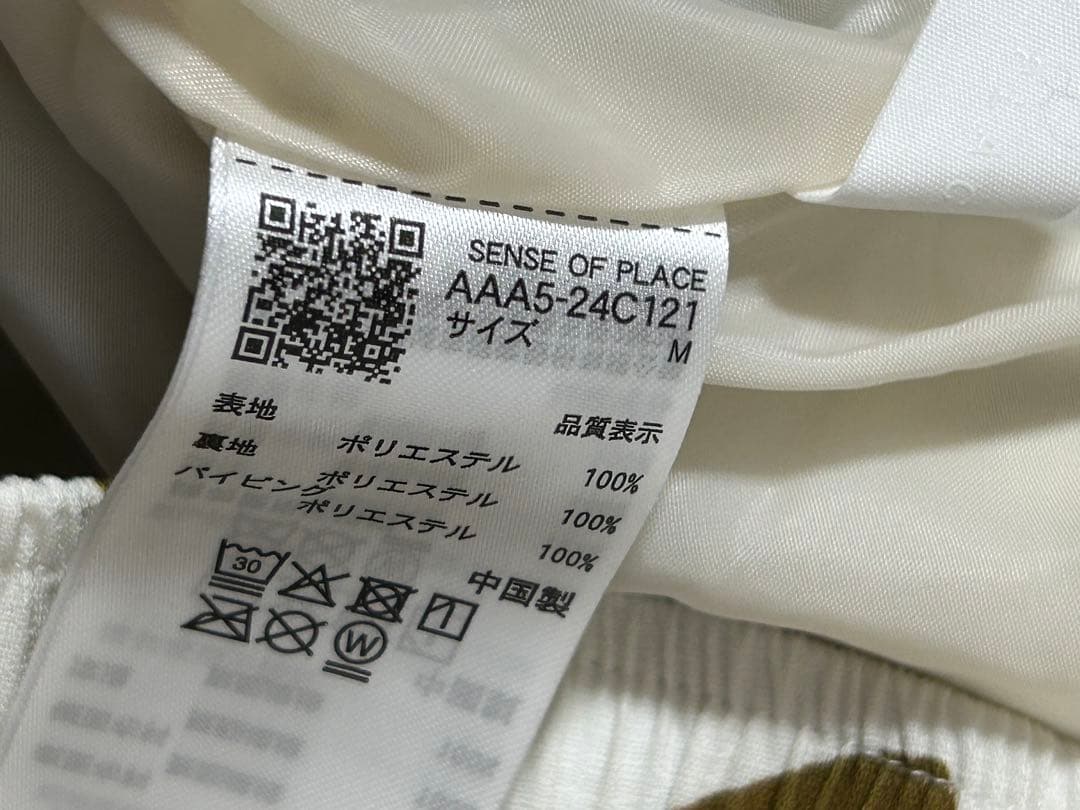 SENSE OF PLACE
AAA5-24C121
サイズ M
品質表示
表地 ポリエステル 100%
裏地 ポリエステル 100%
パイピング ポリエステル 100%
中国製
30
W